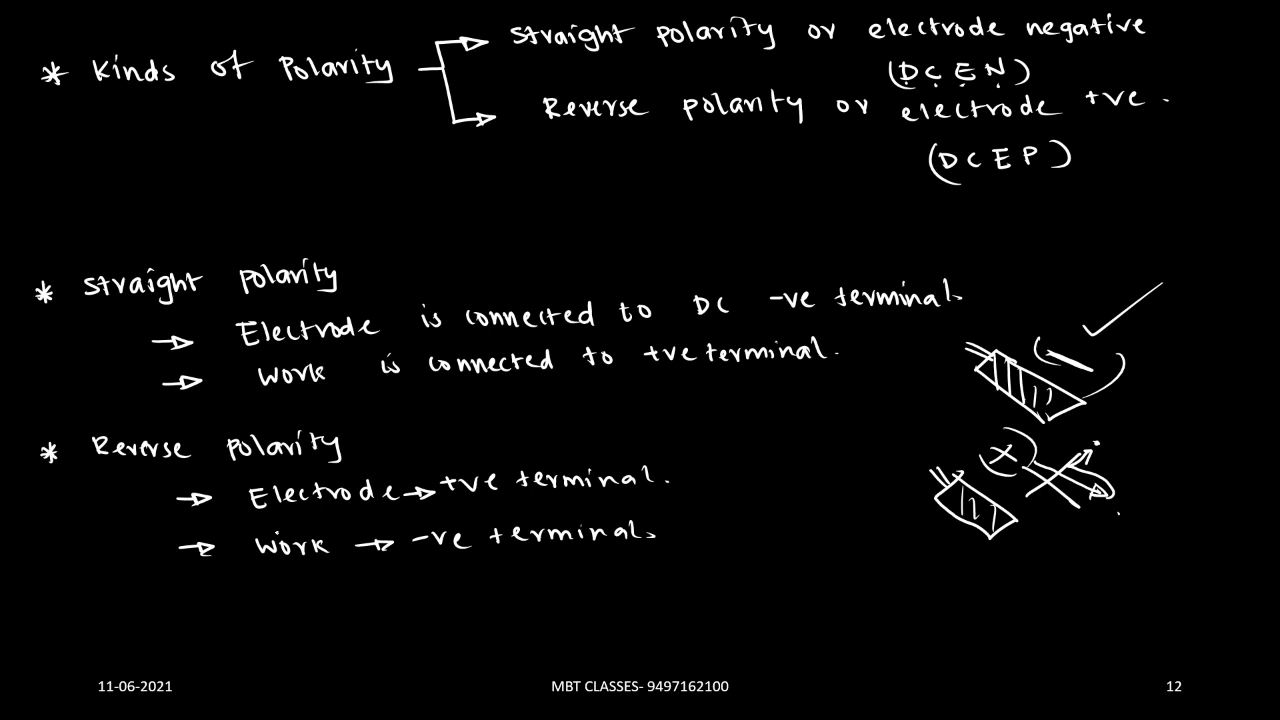 * Kinds of Polarity → straight polarity or electrode negative
(DCEN)
→ Reverse polarity or electrode +ve.
(DCEP)
* straight polarity
→ Electrode is connected to DC -ve terminal.
→ work is connected to +ve terminal.
* Reverse polarity
→ Electrode → +ve terminal.
→ work → -ve terminal.
11-06-2021 MBT CLASSES- 9497162100 12